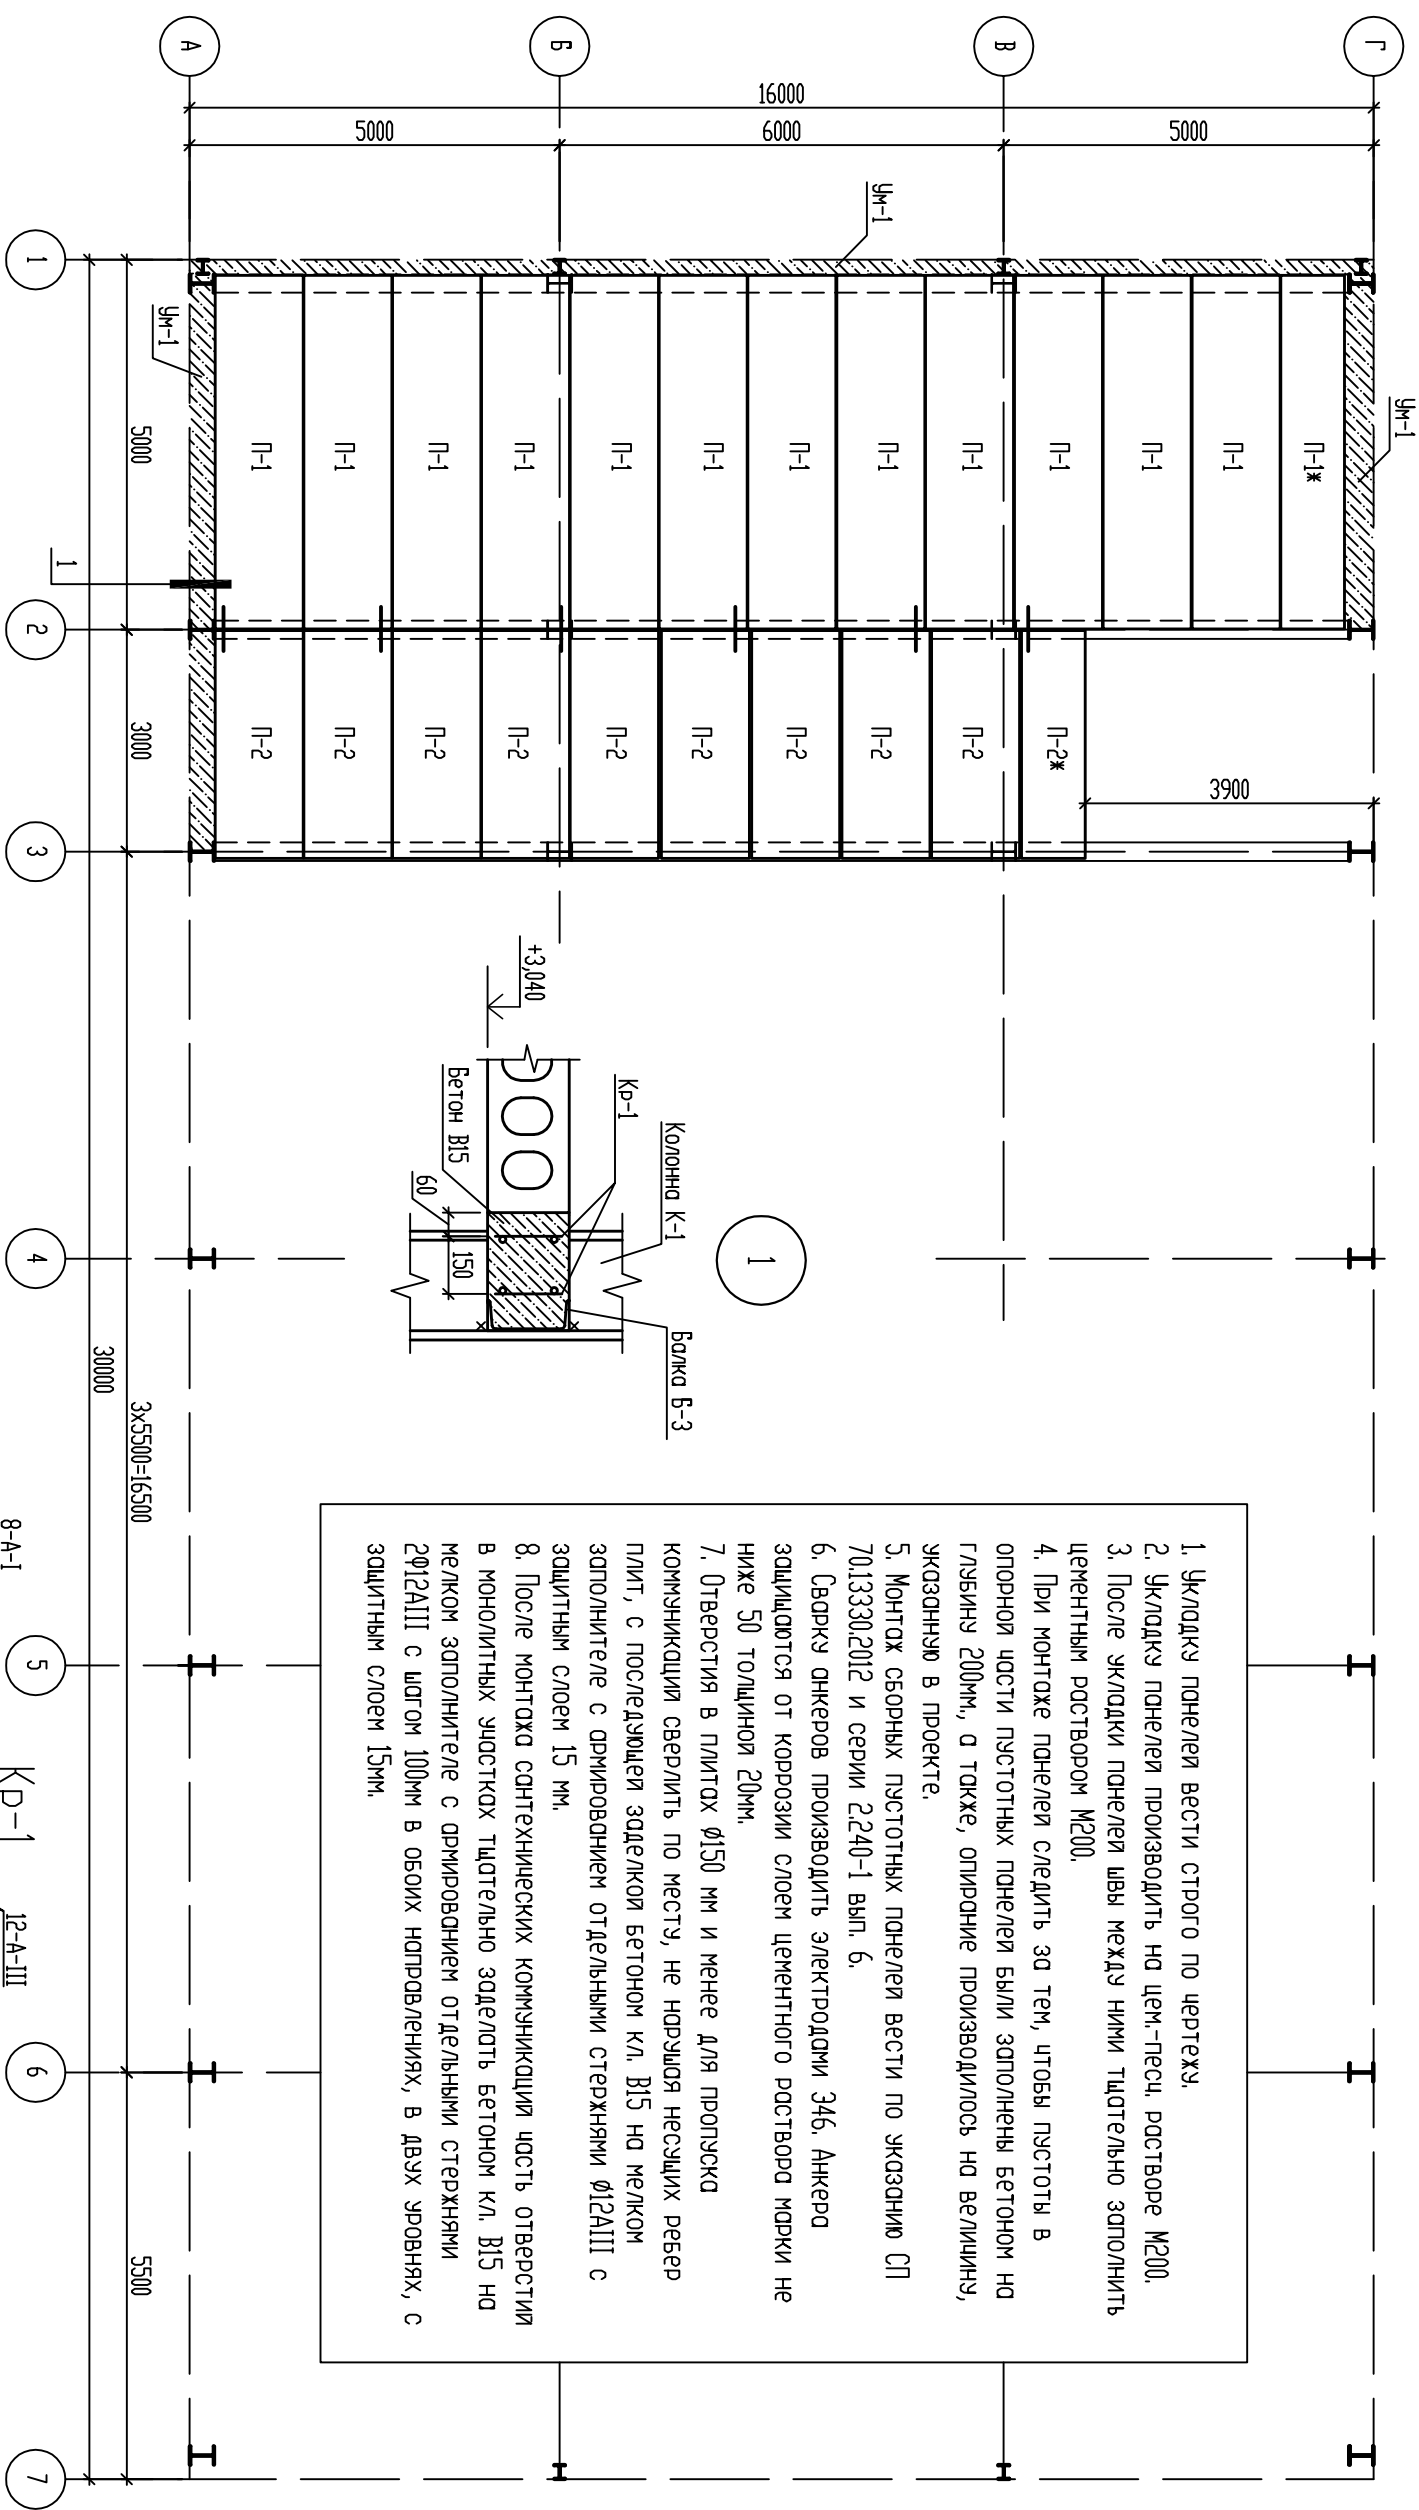 А
Б
В
Г
16000
5000
6000
5000
Ум-1
Ум-1
Ум-1
1
2
3
4
5
6
7
П-1
П-1
П-1
П-1
П-1
П-1
П-1
П-1
П-1
П-1
П-1
П-1
П-1*
П-2
П-2
П-2
П-2
П-2
П-2
П-2
П-2
П-2
П-2*
3900
1
5000
3000
3х5500=16500
5500
30000
+3,040
Бетон В15
60
150
Кр-1
Колонна К-1
Балка Б-3
1
1. Укладку панелей вести строго по чертежу.
2. Укладку панелей производить на цем.-песч. растворе М200.
3. После укладки панелей швы между ними тщательно заполнить
цементным раствором М200.
4. При монтаже панелей следить за тем, чтобы пустоты в
опорной части пустотных панелей были заполнены бетоном на
глубину 200мм., а также, опирание производилось на величину,
указанную в проекте.
5. Монтах сборных пустотных панелей вести по указанию СП
70.13330.2012 и серии 2.240-1 вып. 6.
6. Сварку анкеров производить электродами Э46. Анкера
защищаются от коррозии слоем цементного раствора марки не
ниже 50 толщиной 20мм.
7. Отверстия в плитах ф150 мм и менее для пропуска
коммуникаций сверлить по месту, не нарушая несущих ребер
плит, с последующей заделкой бетоном кл. В15 на мелком
заполнителе с армированием отдельными стержнями ф12АIII с
защитным слоем 15 мм.
8. После монтажа сантехнических коммуникаций часть отверстий
в монолитных участках тщательно заделать бетоном кл. В15 на
мелком заполнителе с армированием отдельными стержнями
2Ф12АIII с шагом 100мм в обоих направлениях, в двух уровнях, с
защитным слоем 15мм.
8-А-I
Кр-1
12-А-III